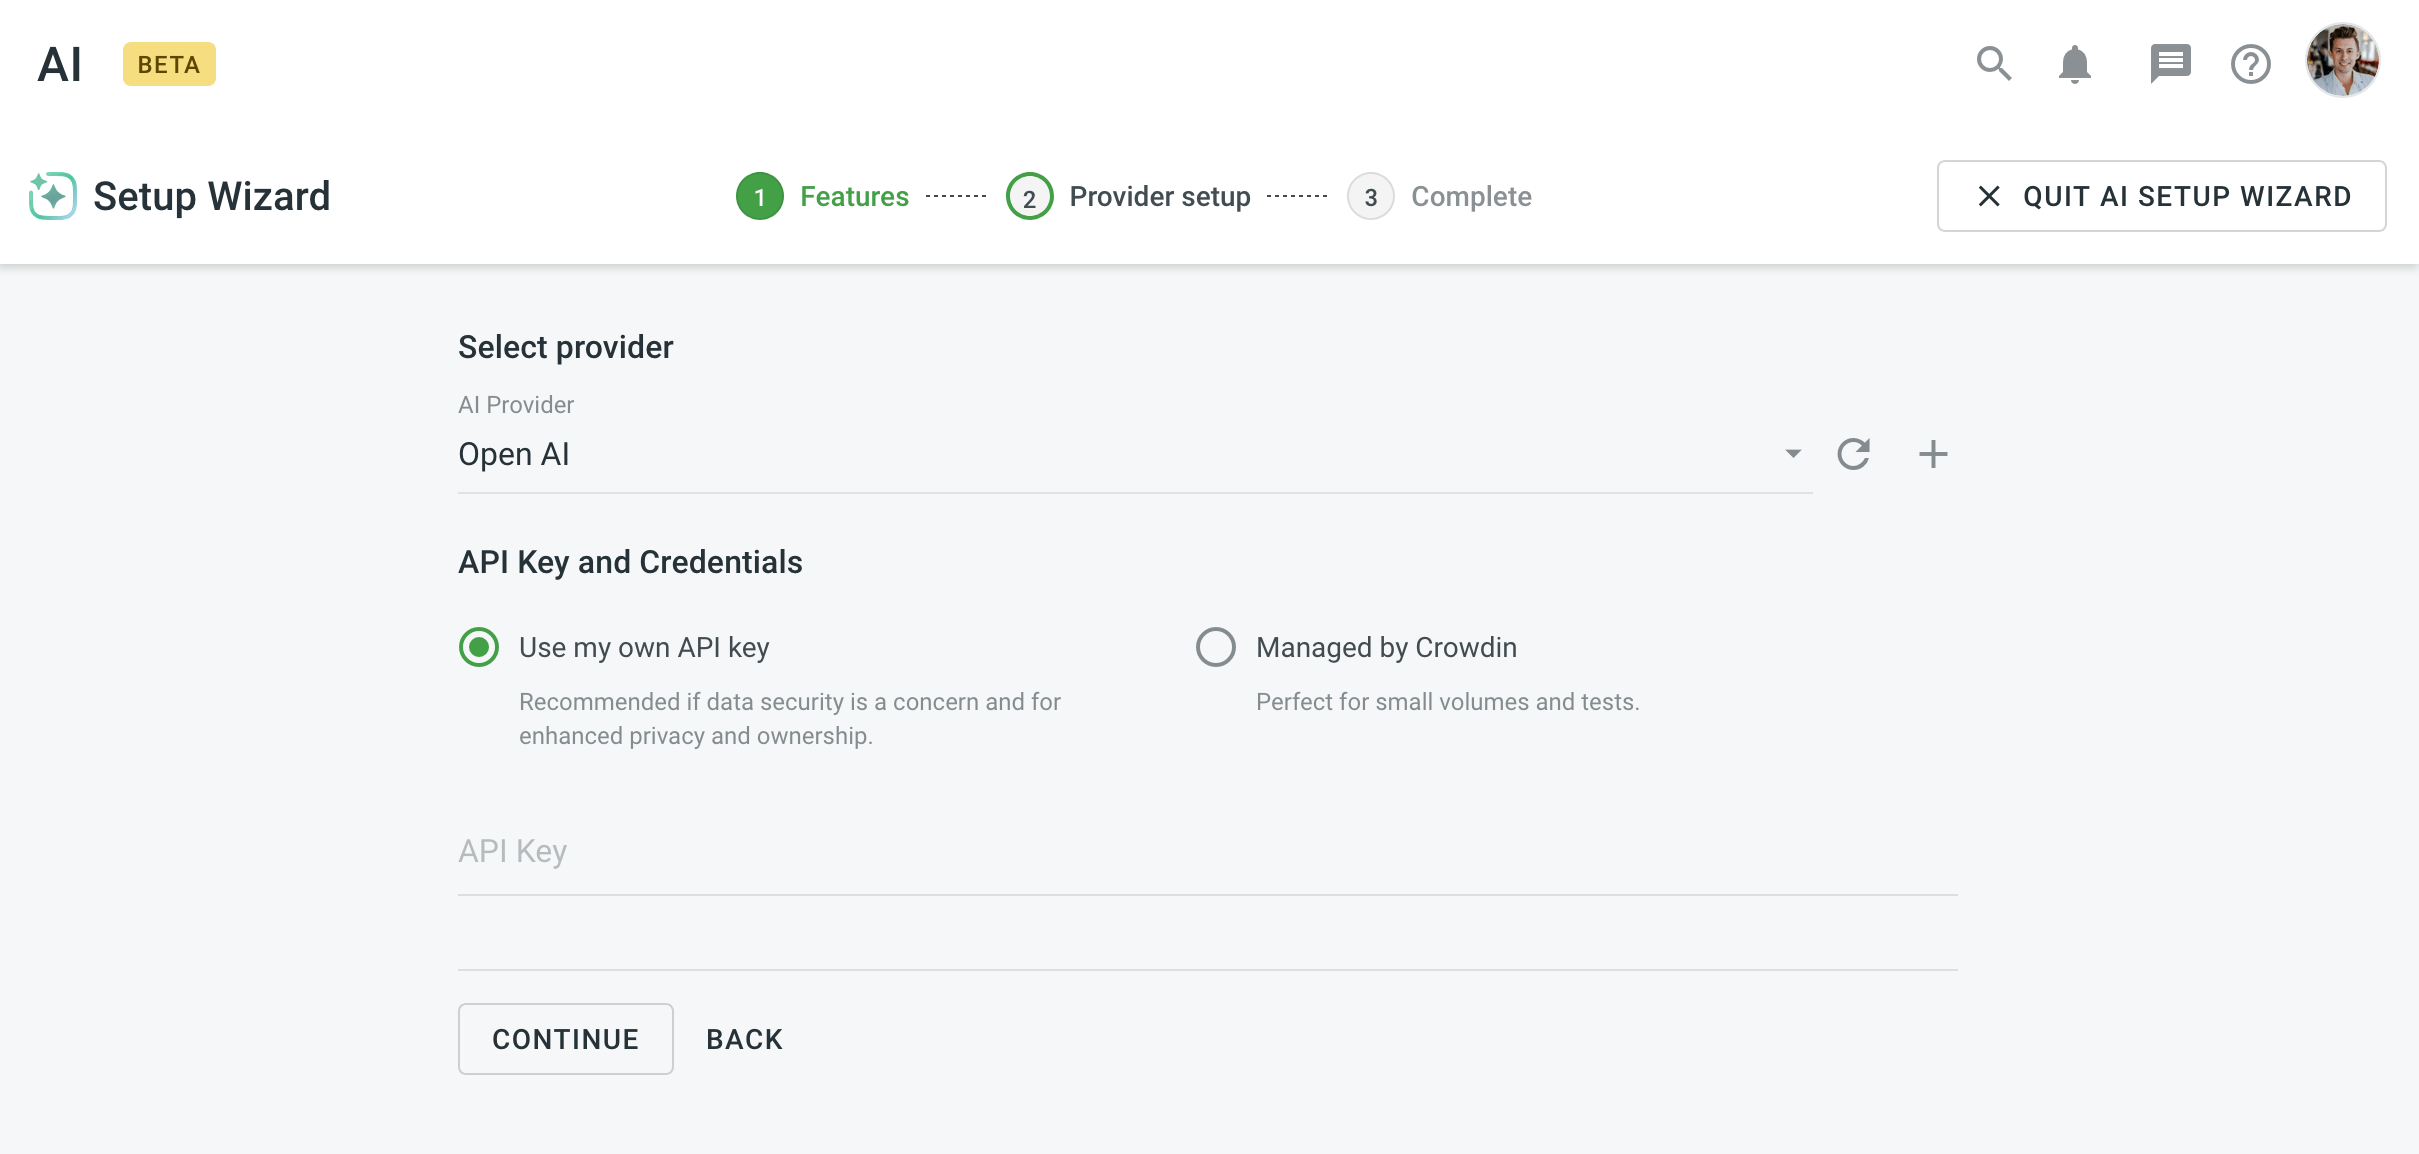 AI
BETA
Setup Wizard
1 Features
2 Provider setup
3 Complete
QUIT AI SETUP WIZARD
Select provider
AI Provider
Open AI
API Key and Credentials
Use my own API key
Recommended if data security is a concern and for
enhanced privacy and ownership.
Managed by Crowdin
Perfect for small volumes and tests.
API Key
CONTINUE
BACK